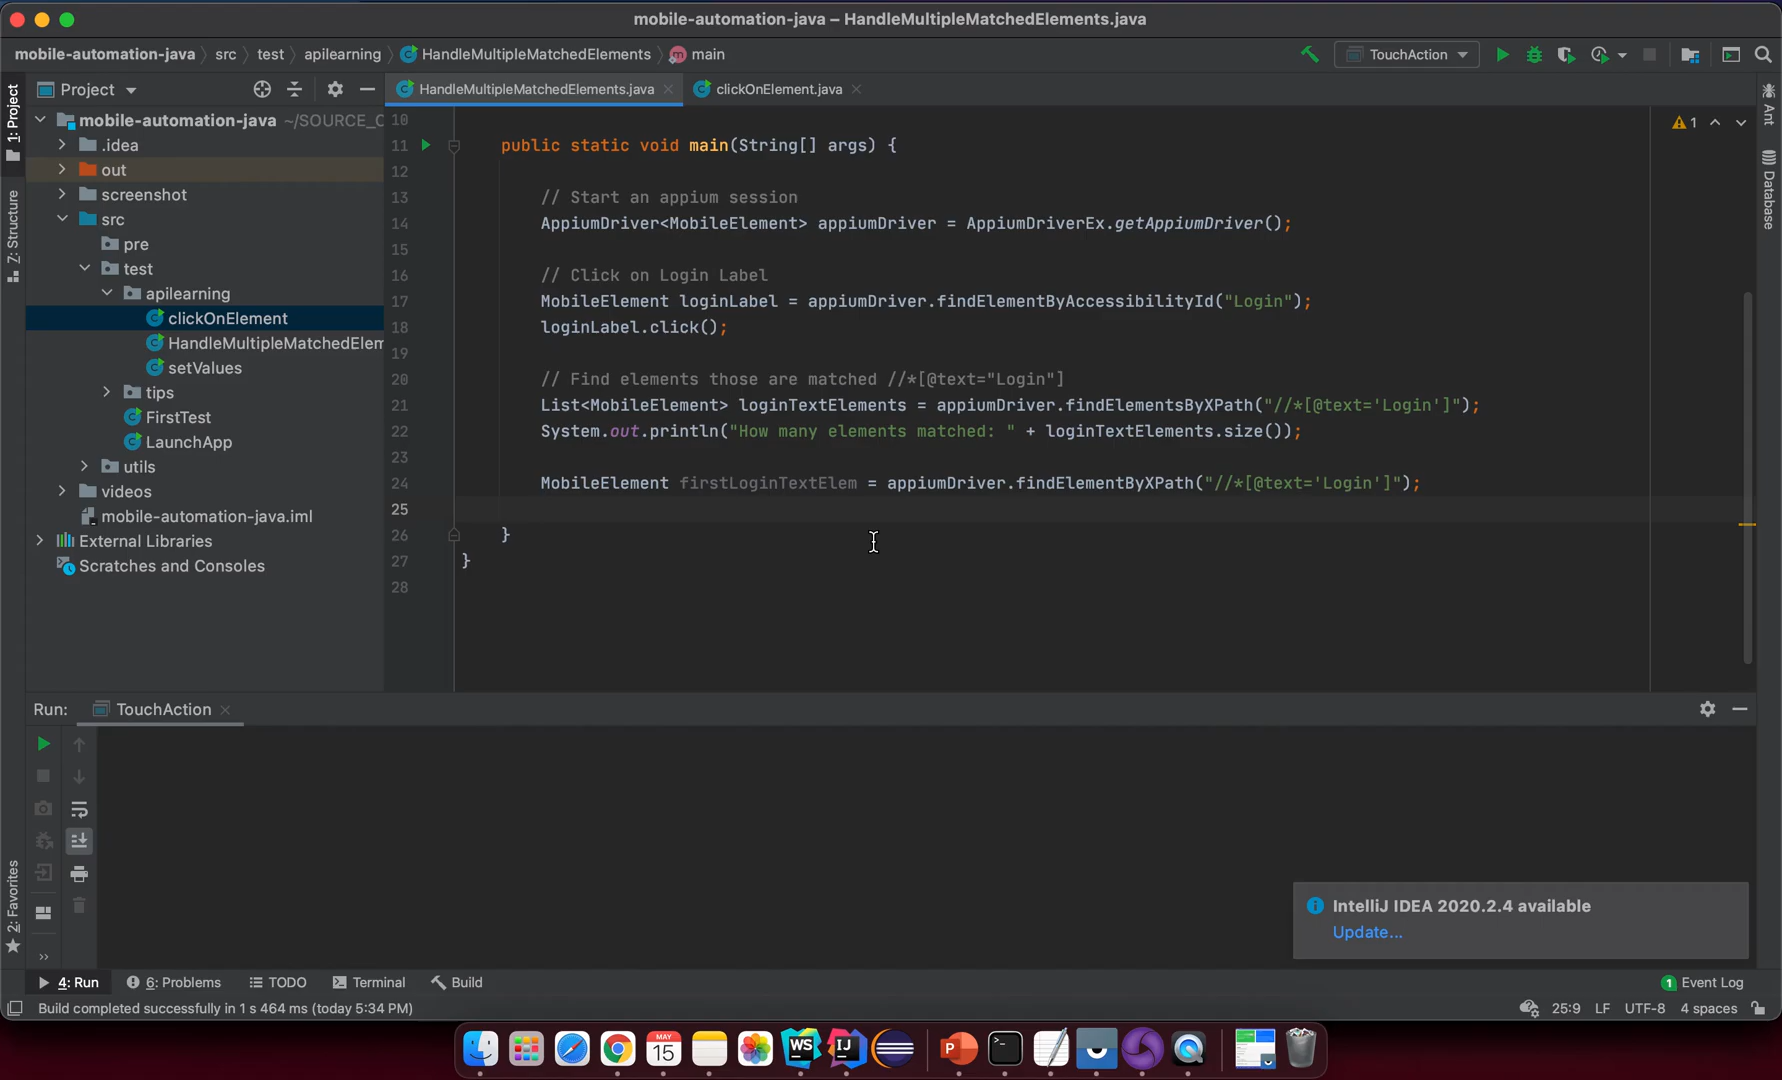 mobile-automation-java – HandleMultipleMatchedElements.java
mobile-automation-java src test apilearning HandleMultipleMatchedElements main
TouchAction
1: Project
Project
HandleMultipleMatchedElements.java
clickOnElement.java
mobile-automation-java ~/SOURCE_C
.idea
out
screenshot
src
pre
test
apilearning
clickOnElement
HandleMultipleMatchedElem
setValues
tips
FirstTest
LaunchApp
utils
videos
mobile-automation-java.iml
External Libraries
Scratches and Consoles
Z: Structure
2: Favorites
Ant
Database
1
10
11 public static void main(String[] args) {
12
13 // Start an appium session
14 AppiumDriver<MobileElement> appiumDriver = AppiumDriverEx.getAppiumDriver();
15
16 // Click on Login Label
17 MobileElement loginLabel = appiumDriver.findElementByAccessibilityId("Login");
18 loginLabel.click();
19
20 // Find elements those are matched //*[@text="Login"]
21 List<MobileElement> loginTextElements = appiumDriver.findElementsByXPath("//*[@text='Login']");
22 System.out.println("How many elements matched: " + loginTextElements.size());
23
24 MobileElement firstLoginTextElem = appiumDriver.findElementByXPath("//*[@text='Login']");
25
26 }
27 }
28
Run: TouchAction
IntelliJ IDEA 2020.2.4 available
Update...
4: Run 6: Problems TODO Terminal Build 1 Event Log
Build completed successfully in 1 s 464 ms (today 5:34 PM) 25:9 LF UTF-8 4 spaces
MAY
15
WS
IJ
P